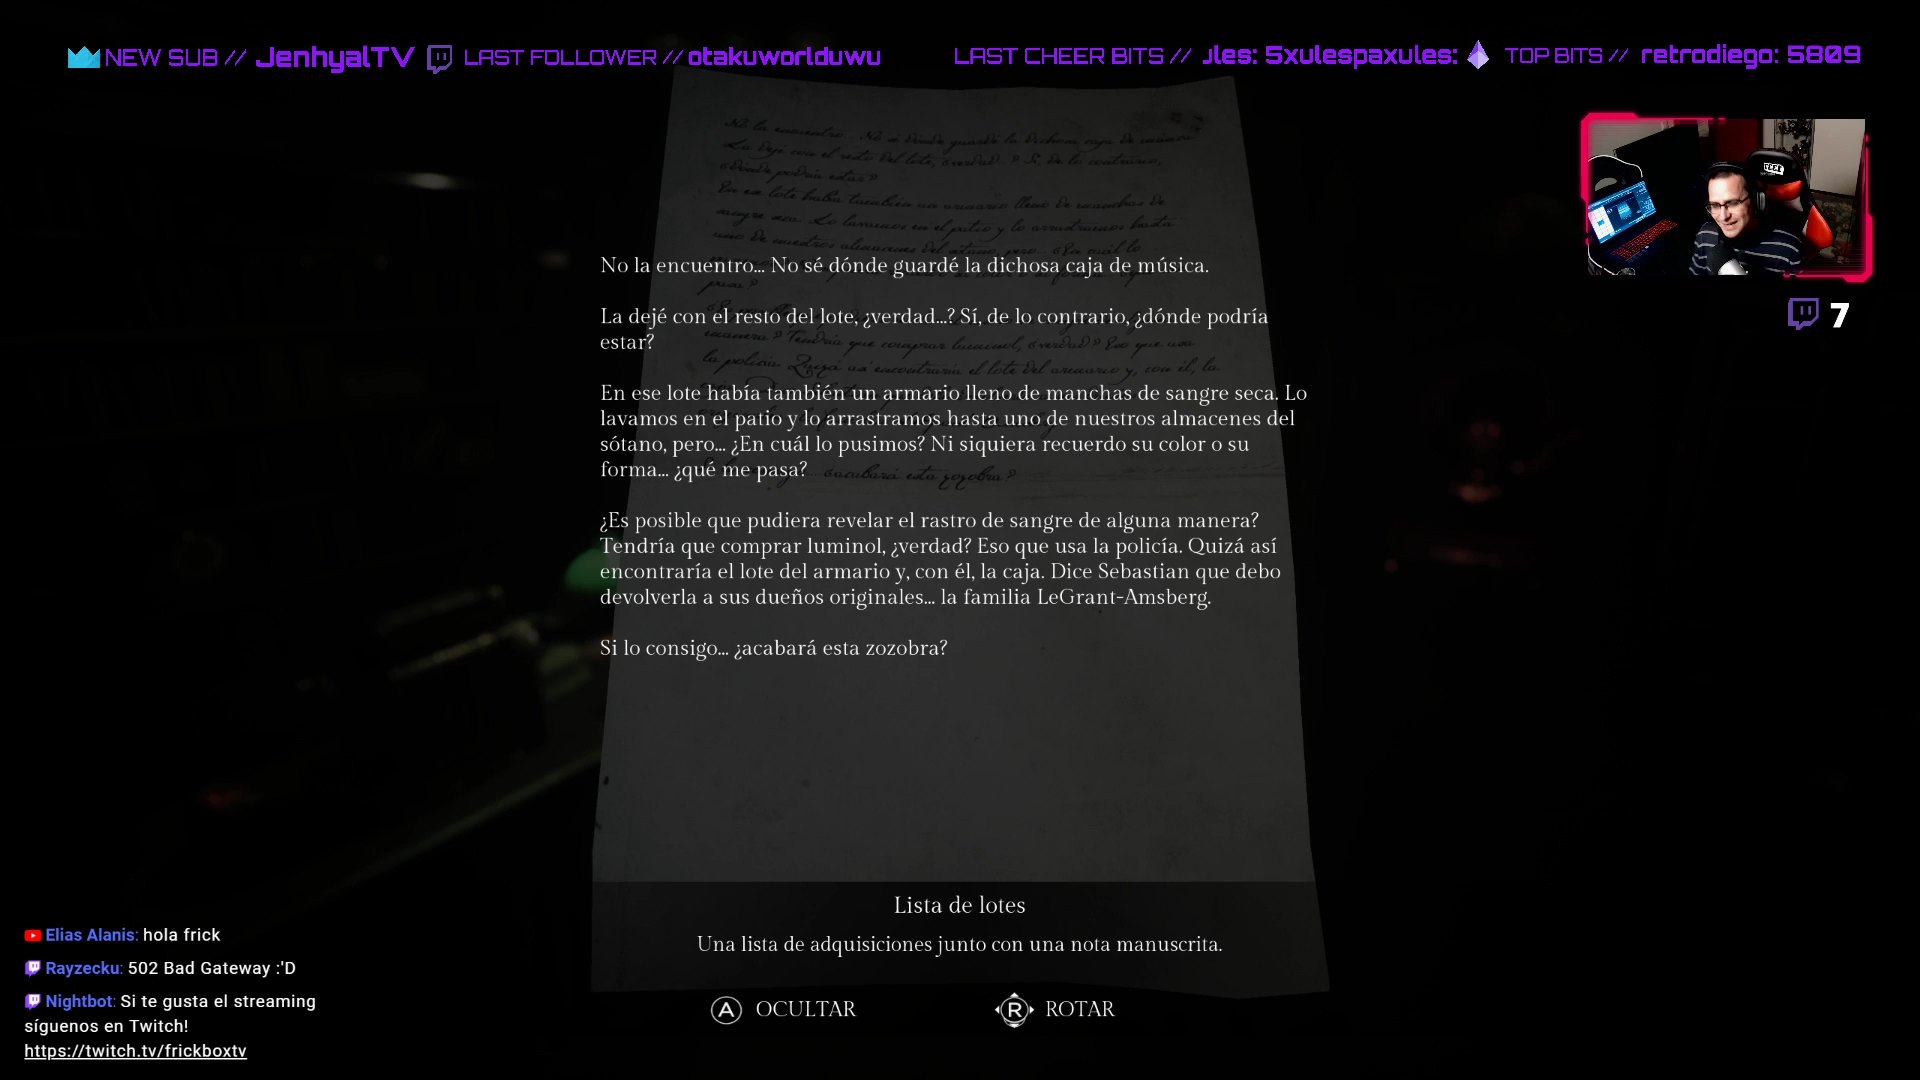 NEW SUB // JenhyalTV LAST FOLLOWER // otakuworlduwu LAST CHEER BITS // Jles: 5xulespaxules: TOP BITS // retrodiego: 5809
7
No la encuentro... No sé dónde guardé la dichosa caja de música.
La dejé con el resto del lote, ¿verdad...? Sí, de lo contrario, ¿dónde podría
estar?
En ese lote había también un armario lleno de manchas de sangre seca. Lo
lavamos en el patio y lo arrastramos hasta uno de nuestros almacenes del
sótano, pero... ¿En cuál lo pusimos? Ni siquiera recuerdo su color o su
forma... ¿qué me pasa?
¿Es posible que pudiera revelar el rastro de sangre de alguna manera?
Tendría que comprar luminol, ¿verdad? Eso que usa la policía. Quizá así
encontraría el lote del armario y, con él, la caja. Dice Sebastian que debo
devolverla a sus dueños originales... la familia LeGrant-Amsberg.
Si lo consigo... ¿acabará esta zozobra?
Lista de lotes
Una lista de adquisiciones junto con una nota manuscrita.
A OCULTAR R ROTAR
Elias Alanis: hola frick
Rayzecku: 502 Bad Gateway :'D
Nightbot: Si te gusta el streaming
síguenos en Twitch!
https://twitch.tv/frickboxtv